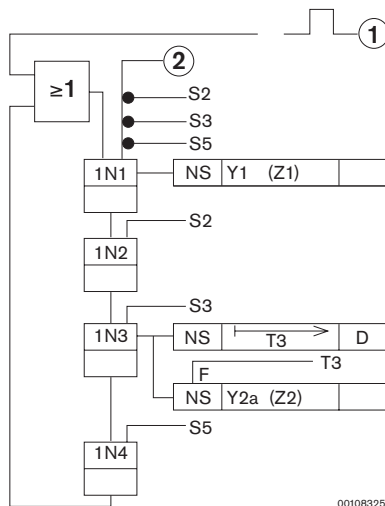 1
2
≥1
S2
S3
S5
1N1
NS Y1 (Z1)
S2
1N2
S3
1N3
NS T3 D
T3
F
NS Y2a (Z2)
S5
1N4
00108325